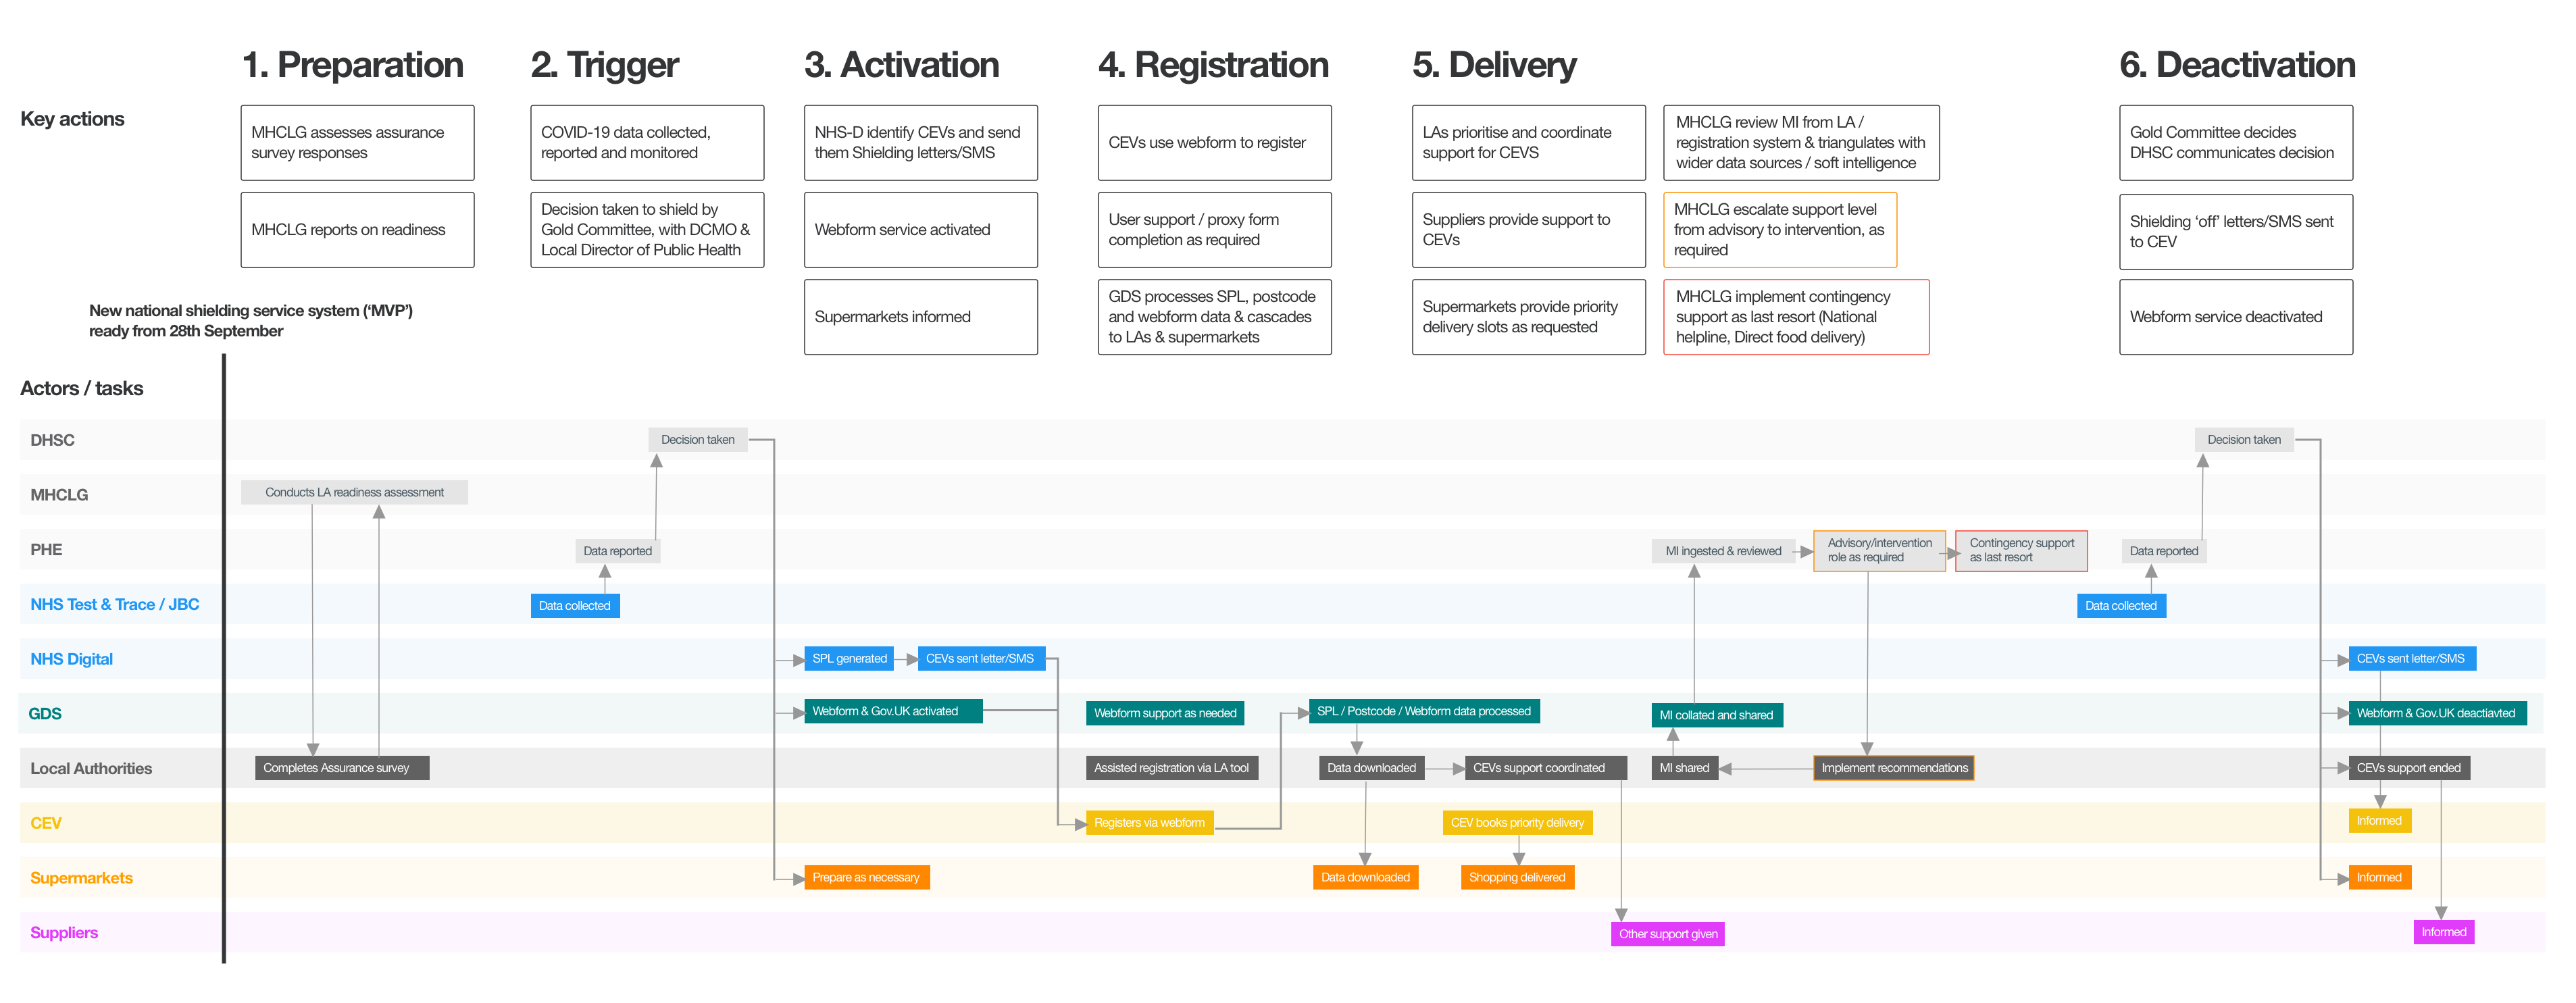 1. Preparation
2. Trigger
3. Activation
4. Registration
5. Delivery
6. Deactivation
Key actions
MHCLG assesses assurance
survey responses
MHCLG reports on readiness
COVID-19 data collected,
reported and monitored
Decision taken to shield by
Gold Committee, with DCMO &
Local Director of Public Health
NHS-D identify CEVs and send
them Shielding letters/SMS
Webform service activated
Supermarkets informed
CEVs use webform to register
User support / proxy form
completion as required
GDS processes SPL, postcode
and webform data & cascades
to LAs & supermarkets
LAs prioritise and coordinate
support for CEVS
Suppliers provide support to
CEVs
Supermarkets provide priority
delivery slots as requested
MHCLG review MI from LA /
registration system & triangulates with
wider data sources / soft intelligence
MHCLG escalate support level
from advisory to intervention, as
required
MHCLG implement contingency
support as last resort (National
helpline, Direct food delivery)
Gold Committee decides
DHSC communicates decision
Shielding ‘off’ letters/SMS sent
to CEV
Webform service deactivated
New national shielding service system (‘MVP’)
ready from 28th September
Actors / tasks
DHSC
Decision taken
Decision taken
MHCLG
Conducts LA readiness assessment
PHE
Data reported
MI ingested & reviewed
Advisory/intervention
role as required
Contingency support
as last resort
Data reported
NHS Test & Trace / JBC
Data collected
Data collected
NHS Digital
SPL generated
CEVs sent letter/SMS
CEVs sent letter/SMS
GDS
Webform & Gov.UK activated
Webform support as needed
SPL / Postcode / Webform data processed
MI collated and shared
Webform & Gov.UK deactiavted
Local Authorities
Completes Assurance survey
Assisted registration via LA tool
Data downloaded
CEVs support coordinated
MI shared
Implement recommendations
CEVs support ended
CEV
Registers via webform
CEV books priority delivery
Informed
Supermarkets
Prepare as necessary
Data downloaded
Shopping delivered
Informed
Suppliers
Other support given
Informed